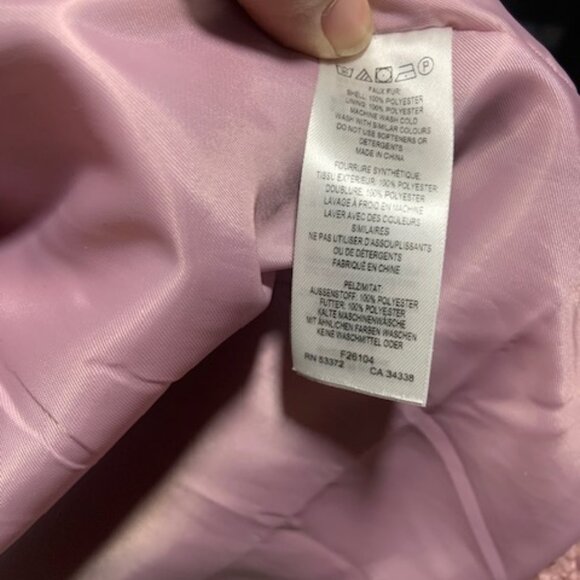 P
FAUX FUR:
SHELL: 100% POLYESTER
LINING: 100% POLYESTER
MACHINE WASH COLD
WASH WITH SIMILAR COLOURS
DO NOT USE SOFTENERS OR
DETERGENTS
MADE IN CHINA
FOURRURE SYNTHÉTIQUE:
TISSU EXTERIEUR: 100% POLYESTER
DOUBLURE: 100% POLYESTER
LAVAGE À FROID EN MACHINE
LAVER AVEC DES COULEURS
SIMILAIRES
NE PAS UTILISER D'ASSOUPLISSANTS
OU DE DÉTERGENTS
FABRIQUÉ EN CHINE
PELZIMITAT:
AUSSENSTOFF: 100% POLYESTER
FUTTER: 100% POLYESTER
KALTE MASCHINENWÄSCHE
MIT ÄHNLICHEN FARBEN WASCHEN
KEINE WASCHMITTEL ODER
F26104
RN 53372 CA 34338